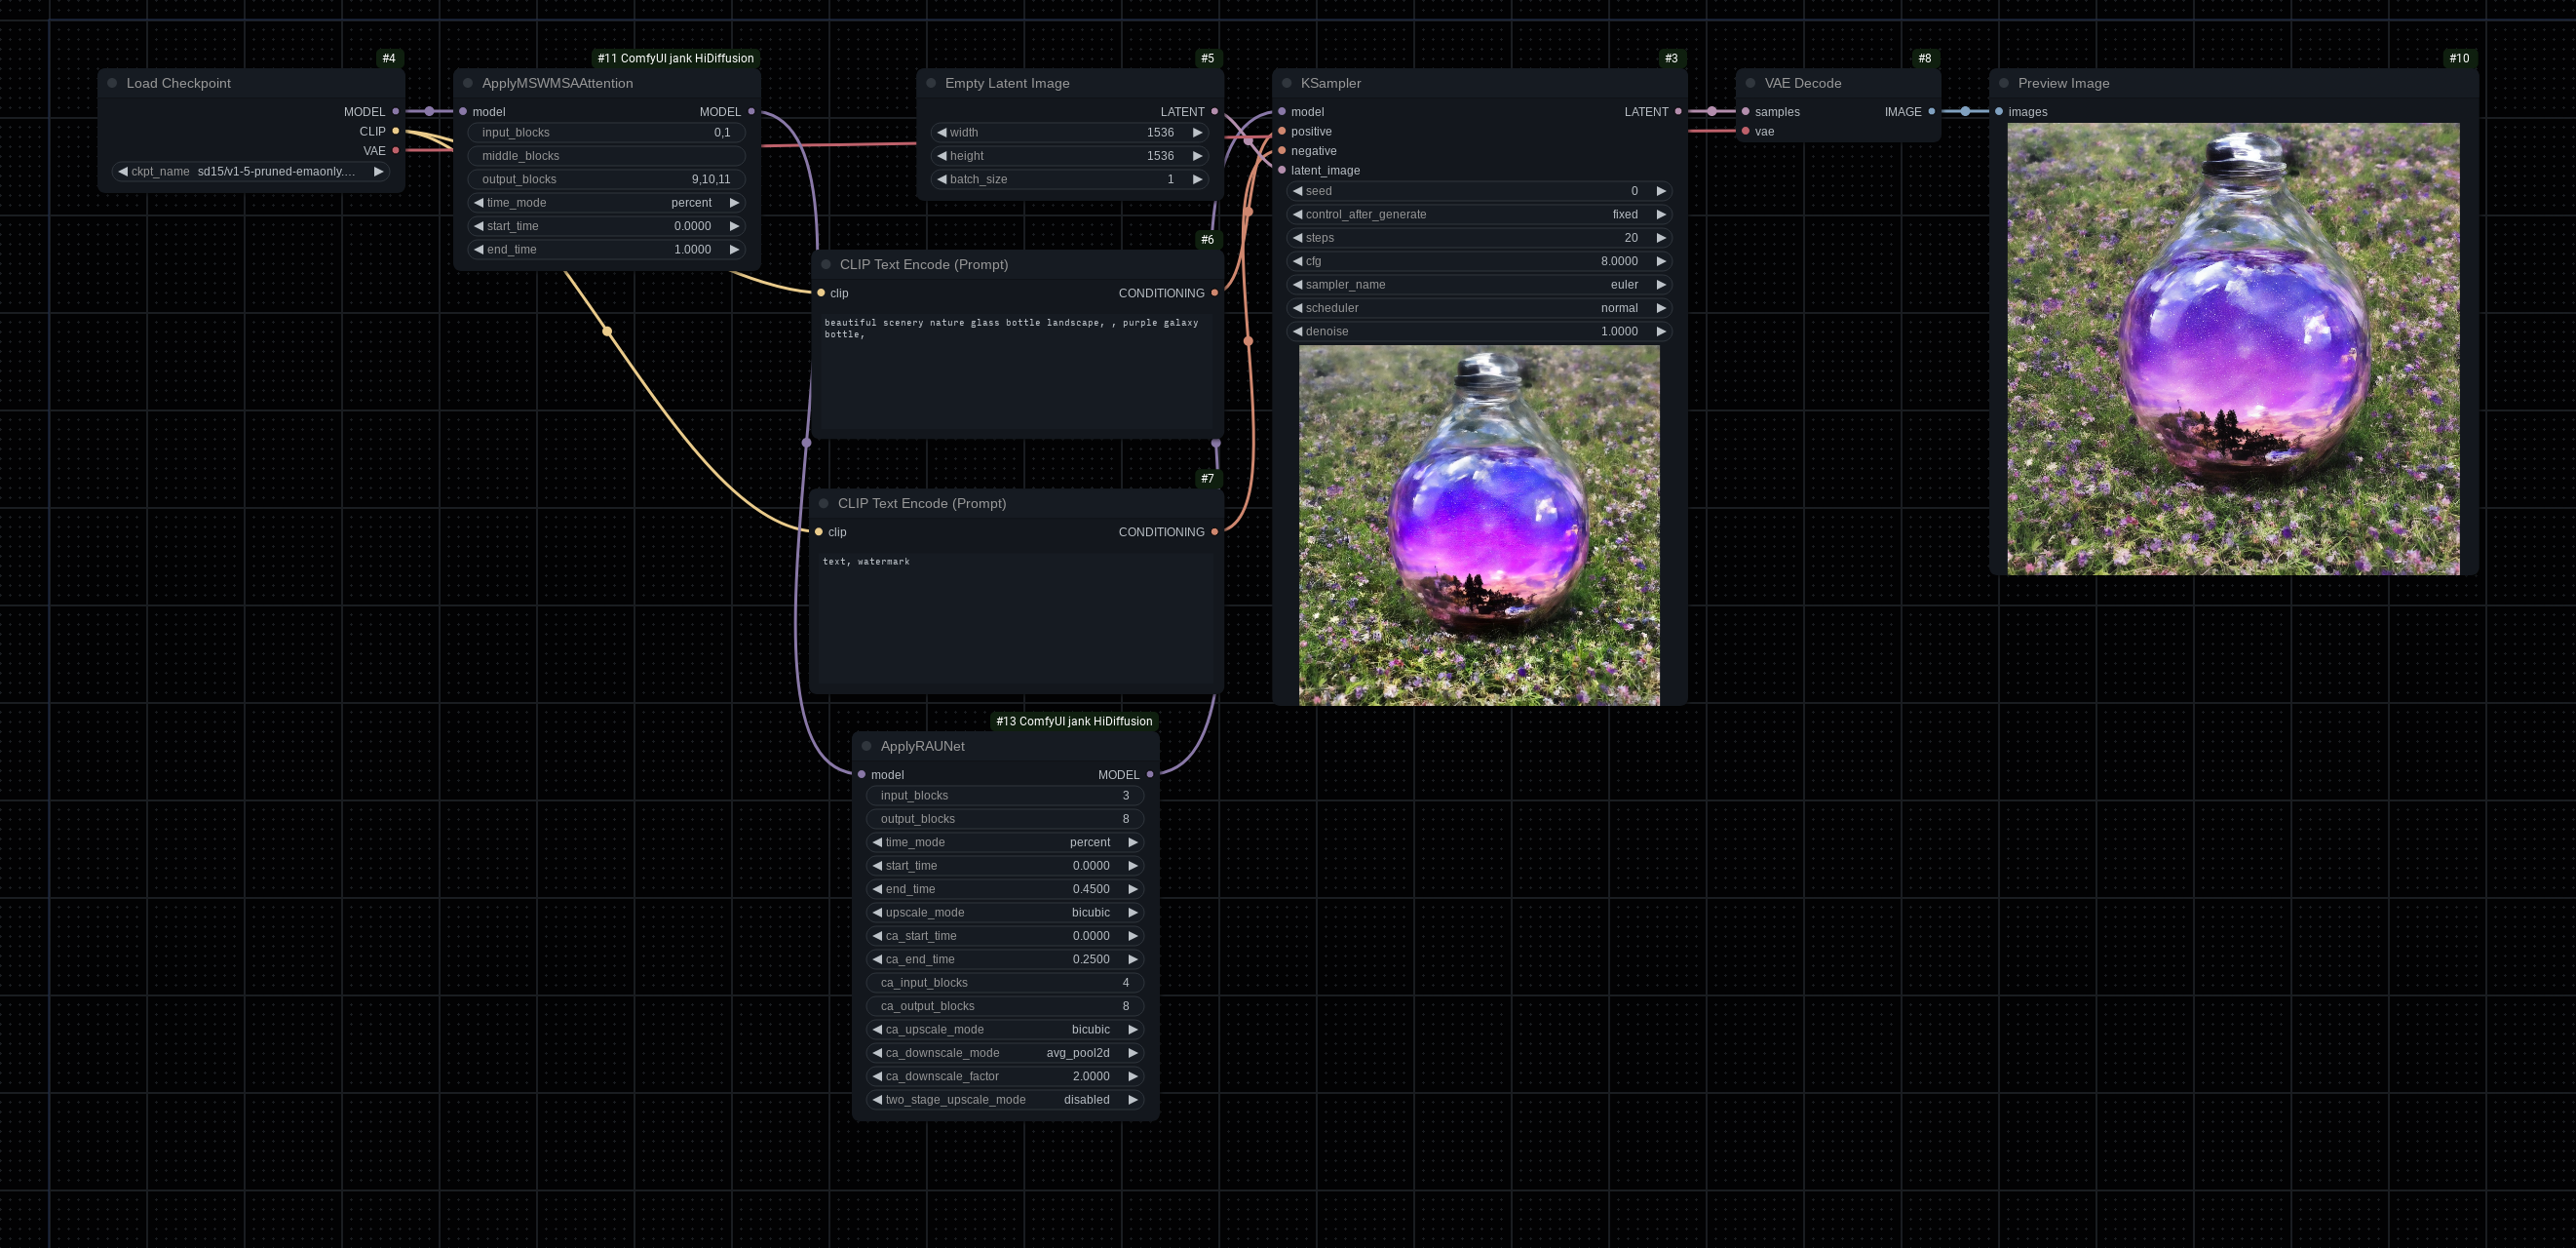 #4
Load Checkpoint
MODEL
CLIP
VAE
ckpt_name sd15/v1-5-pruned-emaonly....
#11 ComfyUI jank HiDiffusion
ApplyMSWMSAAttention
model MODEL
input_blocks 0,1
middle_blocks
output_blocks 9,10,11
time_mode percent
start_time 0.0000
end_time 1.0000
#5
Empty Latent Image
LATENT
width 1536
height 1536
batch_size 1
#6
CLIP Text Encode (Prompt)
clip CONDITIONING
beautiful scenery nature glass bottle landscape, , purple galaxy
bottle,
#7
CLIP Text Encode (Prompt)
clip CONDITIONING
text, watermark
#13 ComfyUI jank HiDiffusion
ApplyRAUNet
model MODEL
input_blocks 3
output_blocks 8
time_mode percent
start_time 0.0000
end_time 0.4500
upscale_mode bicubic
ca_start_time 0.0000
ca_end_time 0.2500
ca_input_blocks 4
ca_output_blocks 8
ca_upscale_mode bicubic
ca_downscale_mode avg_pool2d
ca_downscale_factor 2.0000
two_stage_upscale_mode disabled
#3
KSampler
model LATENT
positive
negative
latent_image
seed 0
control_after_generate fixed
steps 20
cfg 8.0000
sampler_name euler
scheduler normal
denoise 1.0000
#8
VAE Decode
samples IMAGE
vae
#10
Preview Image
images